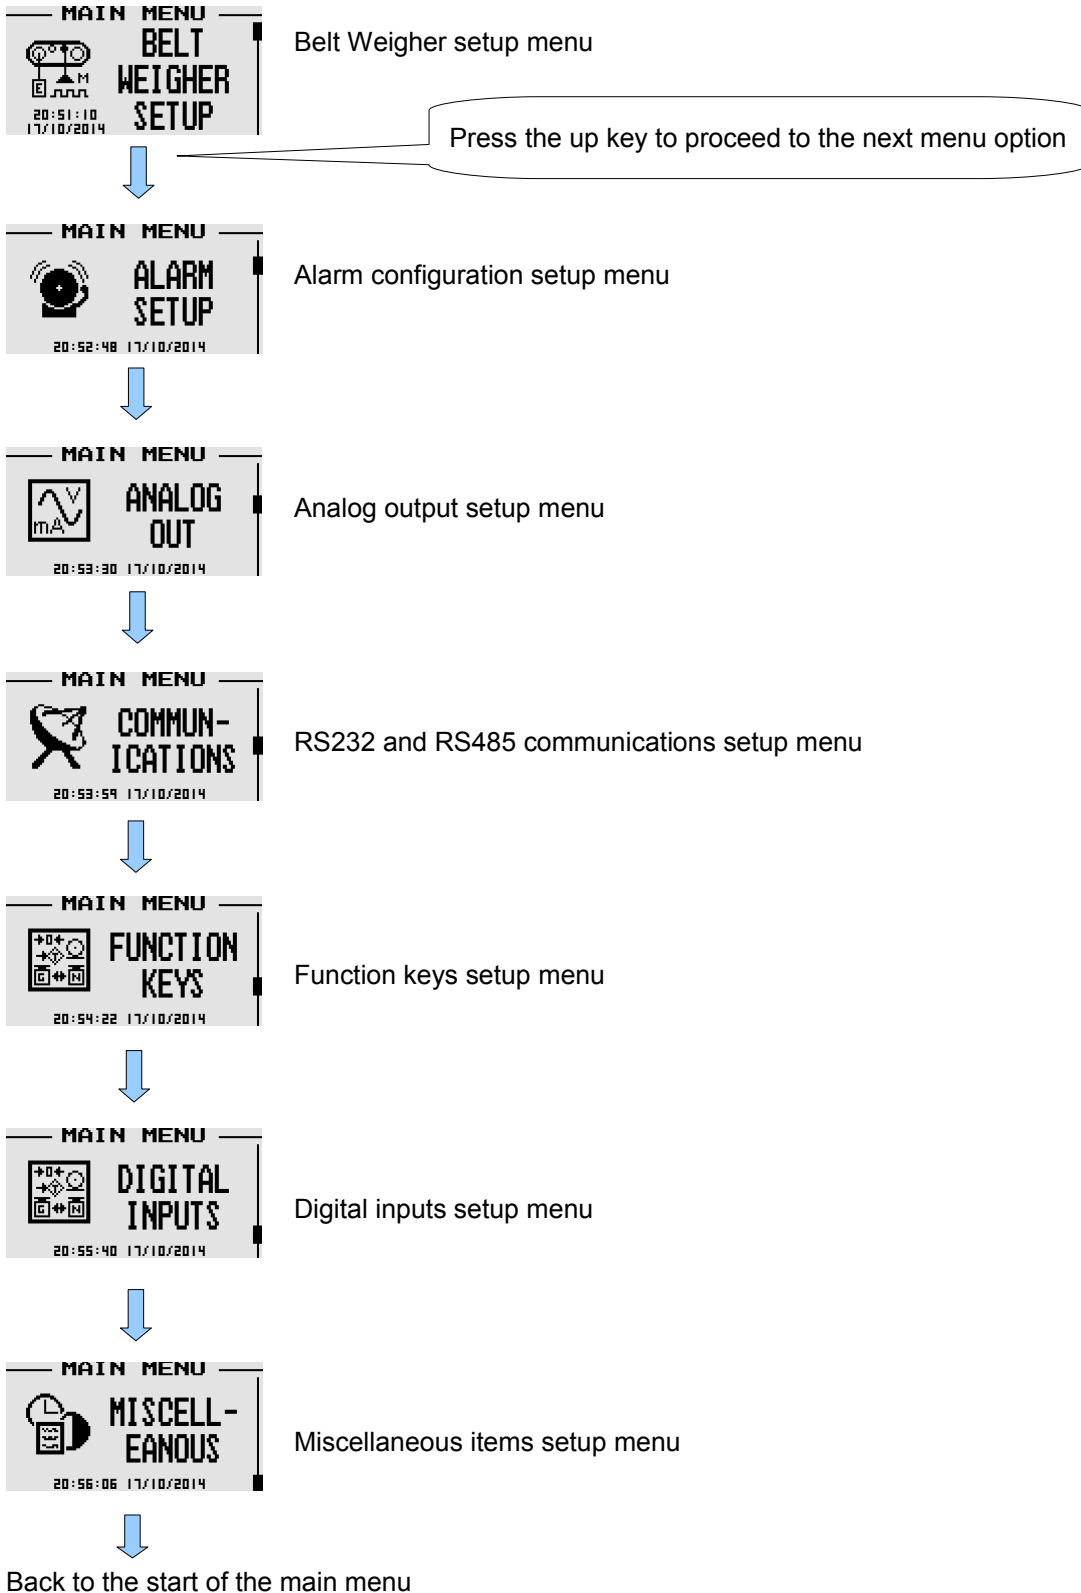 MAIN MENU
BELT
WEIGHER
SETUP
E
M
20:51:10
17/10/2014
Belt Weigher setup menu
Press the up key to proceed to the next menu option
MAIN MENU
ALARM
SETUP
20:52:48 17/10/2014
Alarm configuration setup menu
MAIN MENU
V
mA
ANALOG
OUT
20:53:30 17/10/2014
Analog output setup menu
MAIN MENU
COMMUN-
ICATIONS
20:53:59 17/10/2014
RS232 and RS485 communications setup menu
MAIN MENU
→0←
→T
G↔N
FUNCTION
KEYS
20:54:22 17/10/2014
Function keys setup menu
MAIN MENU
→0←
→T
G↔N
DIGITAL
INPUTS
20:55:40 17/10/2014
Digital inputs setup menu
MAIN MENU
MISCELL-
EANOUS
20:56:06 17/10/2014
Miscellaneous items setup menu
Back to the start of the main menu